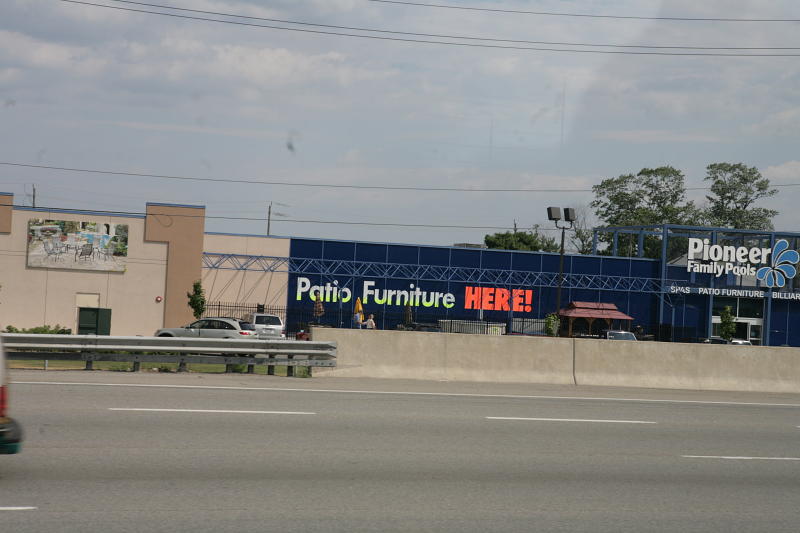 Patio Furniture HERE!
Pioneer
Family Pools
SPAS PATIO FURNITURE BILLIAR